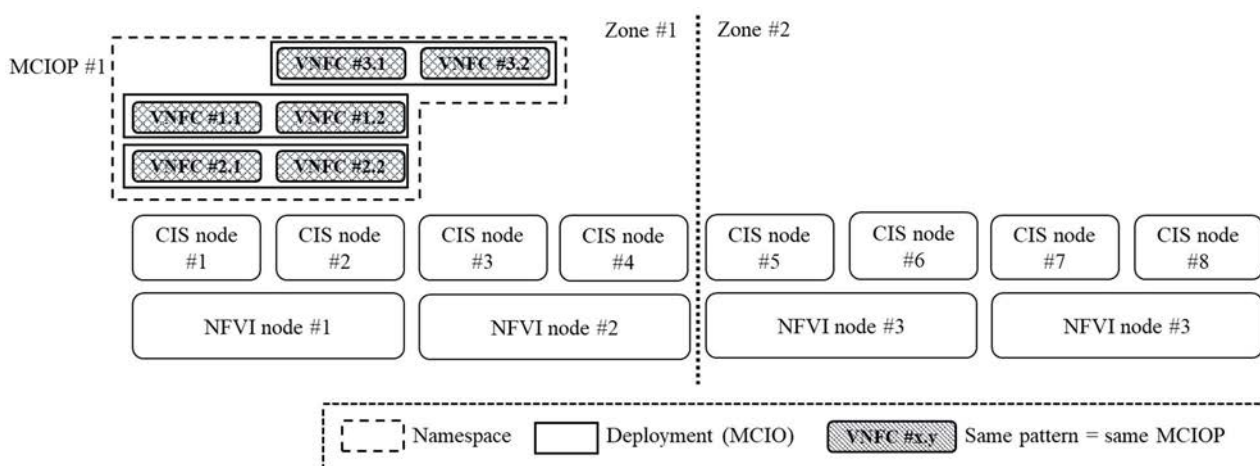 Zone #1 Zone #2
MCIOP #1
VNFC #3.1 VNFC #3.2
VNFC #1.1 VNFC #1.2
VNFC #2.1 VNFC #2.2
CIS node CIS node CIS node CIS node CIS node CIS node CIS node CIS node
#1 #2 #3 #4 #5 #6 #7 #8
NFVI node #1 NFVI node #2 NFVI node #3 NFVI node #3
Namespace Deployment (MCIO) VNFC #x.y Same pattern = same MCIOP